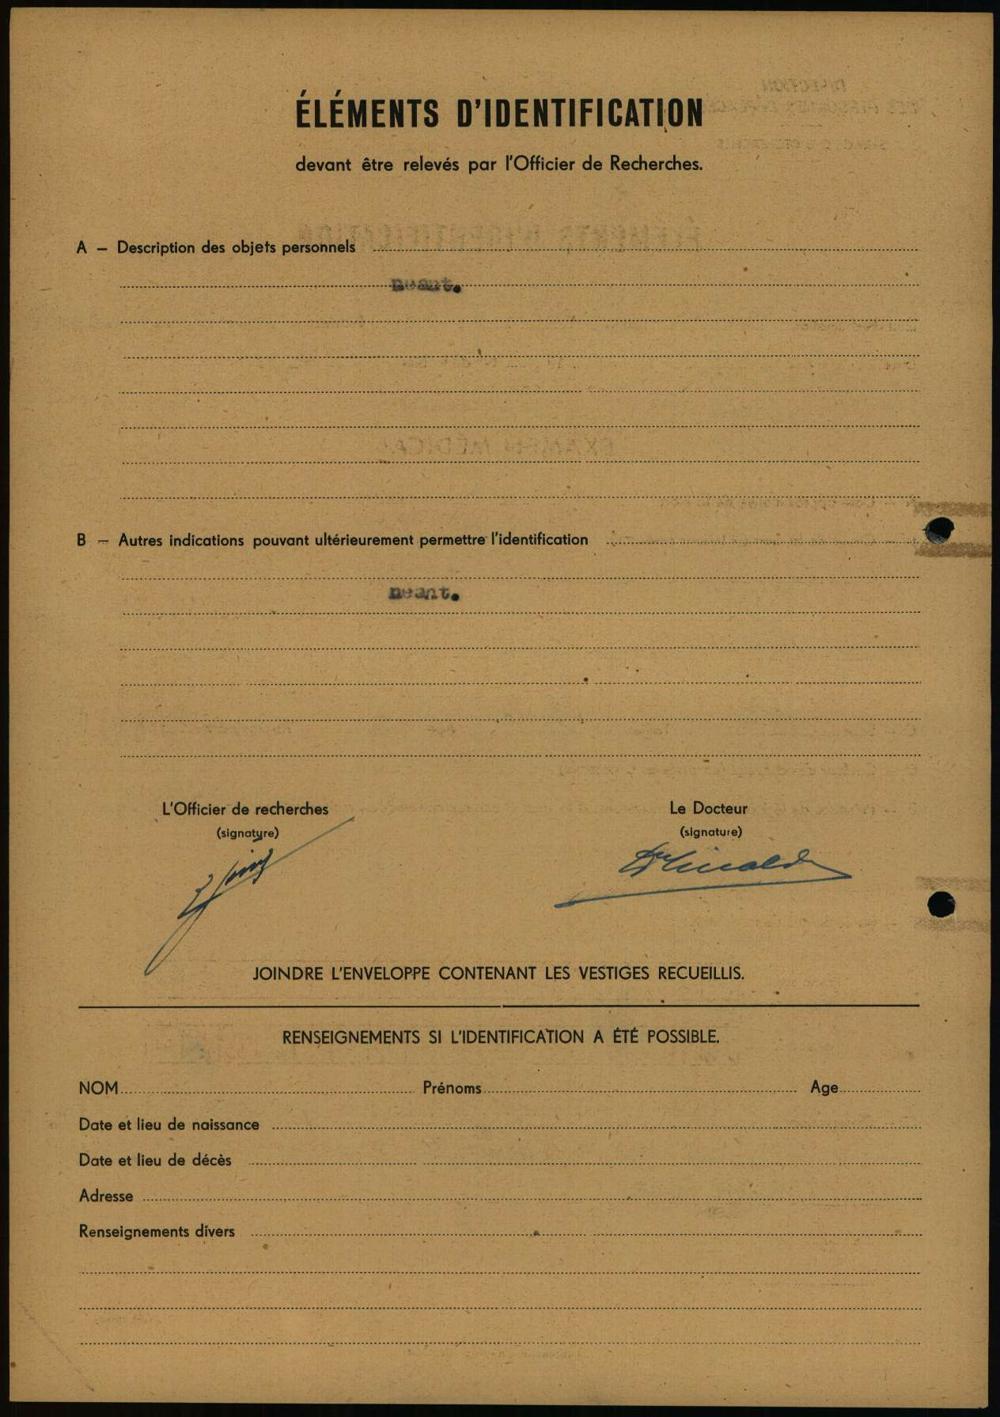 ÉLÉMENTS D'IDENTIFICATION
devant être relevés par l'Officier de Recherches.
A — Description des objets personnels
neant.
B — Autres indications pouvant ultérieurement permettre l'identification
neant.
L'Officier de recherches
(signature)
Le Docteur
(signature)
JOINDRE L'ENVELOPPE CONTENANT LES VESTIGES RECUEILLIS.
RENSEIGNEMENTS SI L'IDENTIFICATION A ÉTÉ POSSIBLE.
NOM Prénoms Age
Date et lieu de naissance
Date et lieu de décès
Adresse
Renseignements divers